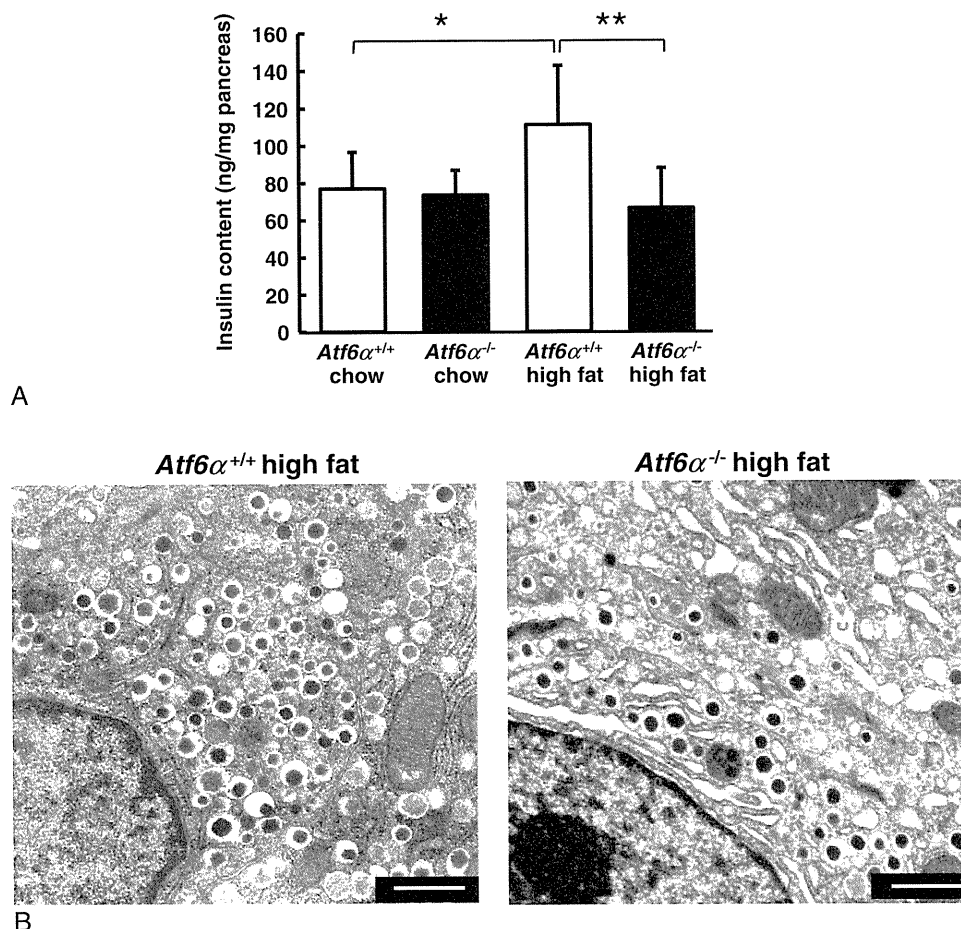 * **
160
140
120
100
80
60
40
20
0
Insulin content (ng/mg pancreas)
Atf6α+/+ Atf6α-/- Atf6α+/+ Atf6α-/-
chow chow high fat high fat
A
Atf6α+/+ high fat Atf6α-/- high fat
B